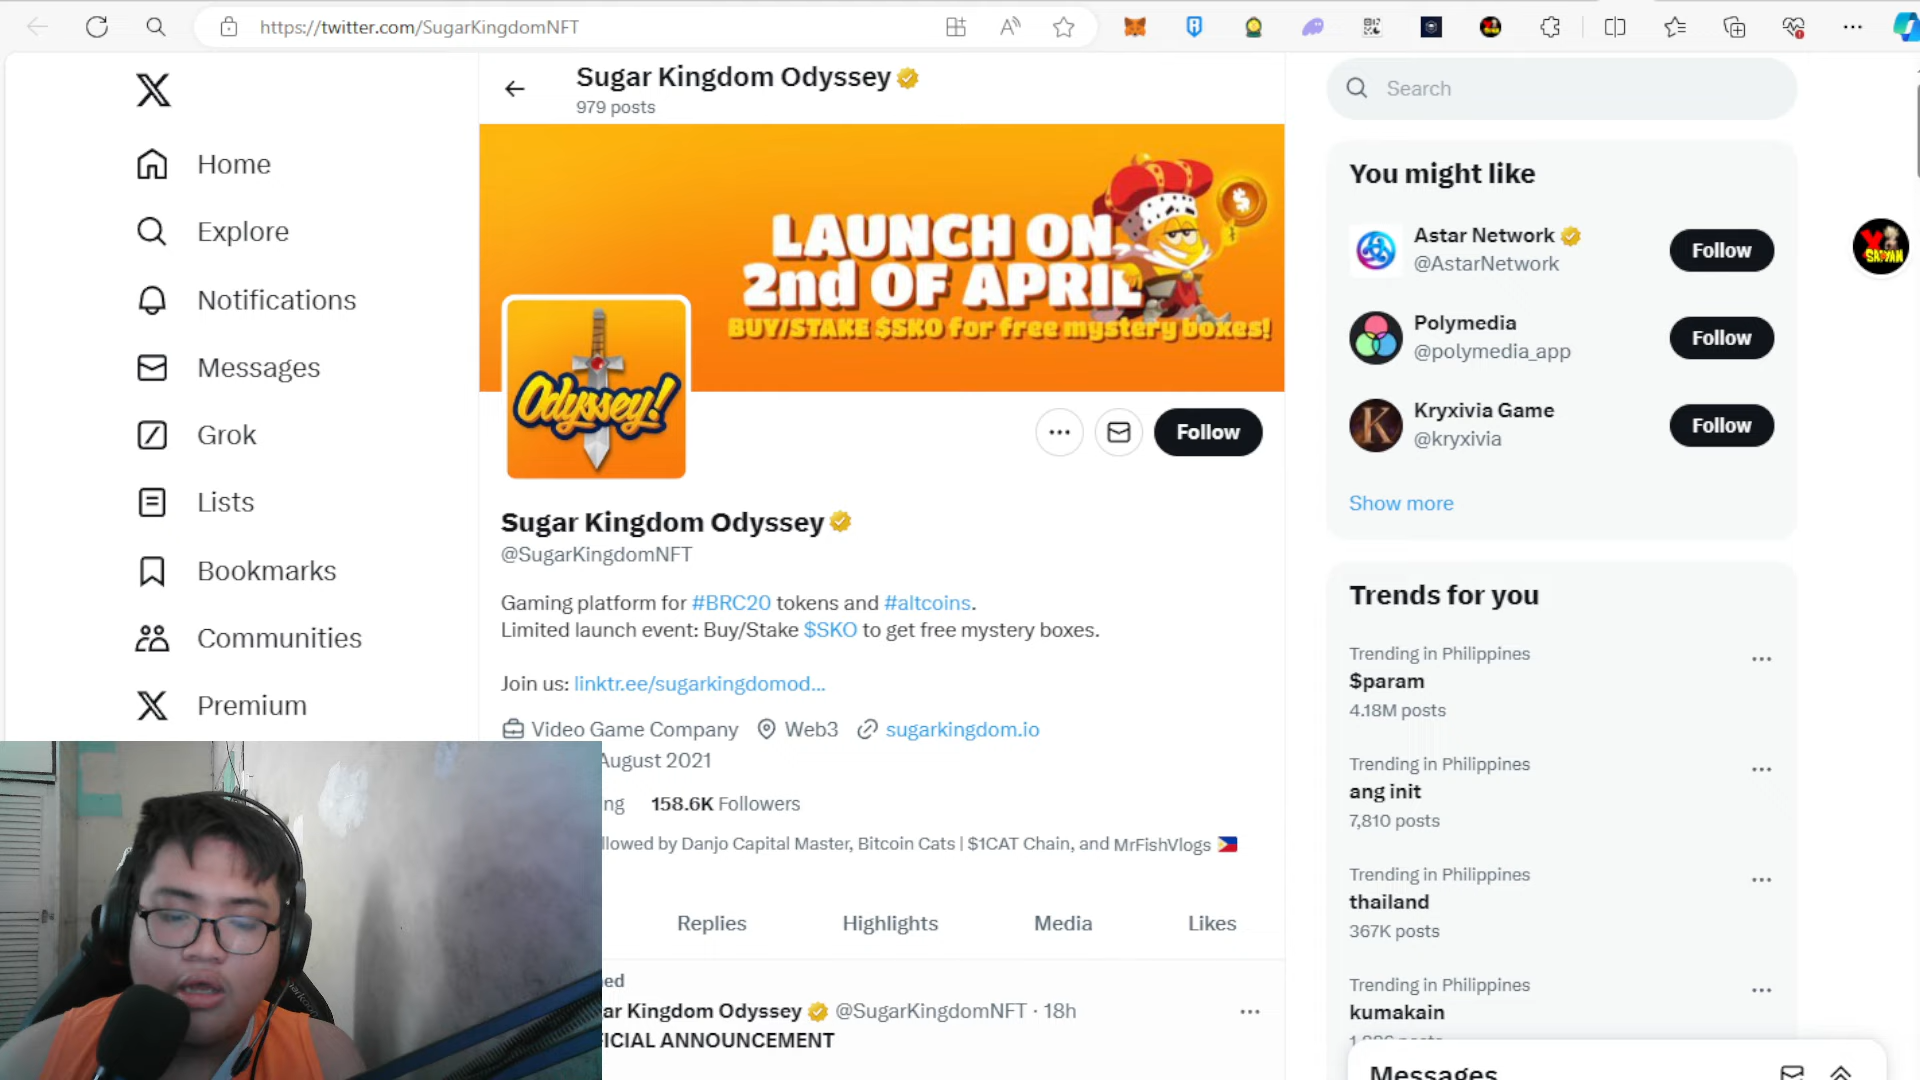 https://twitter.com/SugarKingdomNFT
Sugar Kingdom Odyssey
979 posts
LAUNCH ON
2nd OF APRIL
BUY/STAKE $SKO for free mystery boxes!
Odyssey!
Follow
Sugar Kingdom Odyssey
@SugarKingdomNFT
Gaming platform for #BRC20 tokens and #altcoins.
Limited launch event: Buy/Stake $SKO to get free mystery boxes.
Join us: linktr.ee/sugarkingdomod...
Video Game Company Web3 sugarkingdom.io
August 2021
ng 158.6K Followers
llowed by Danjo Capital Master, Bitcoin Cats | $1CAT Chain, and MrFishVlogs
Replies Highlights Media Likes
ed
ar Kingdom Odyssey @SugarKingdomNFT · 18h
ICIAL ANNOUNCEMENT
Home
Explore
Notifications
Messages
Grok
Lists
Bookmarks
Communities
Premium
Search
You might like
Astar Network
@AstarNetwork
Follow
Polymedia
@polymedia_app
Follow
Kryxivia Game
@kryxivia
Follow
Show more
Trends for you
Trending in Philippines
$param
4.18M posts
Trending in Philippines
ang init
7,810 posts
Trending in Philippines
thailand
367K posts
Trending in Philippines
kumakain
Messages